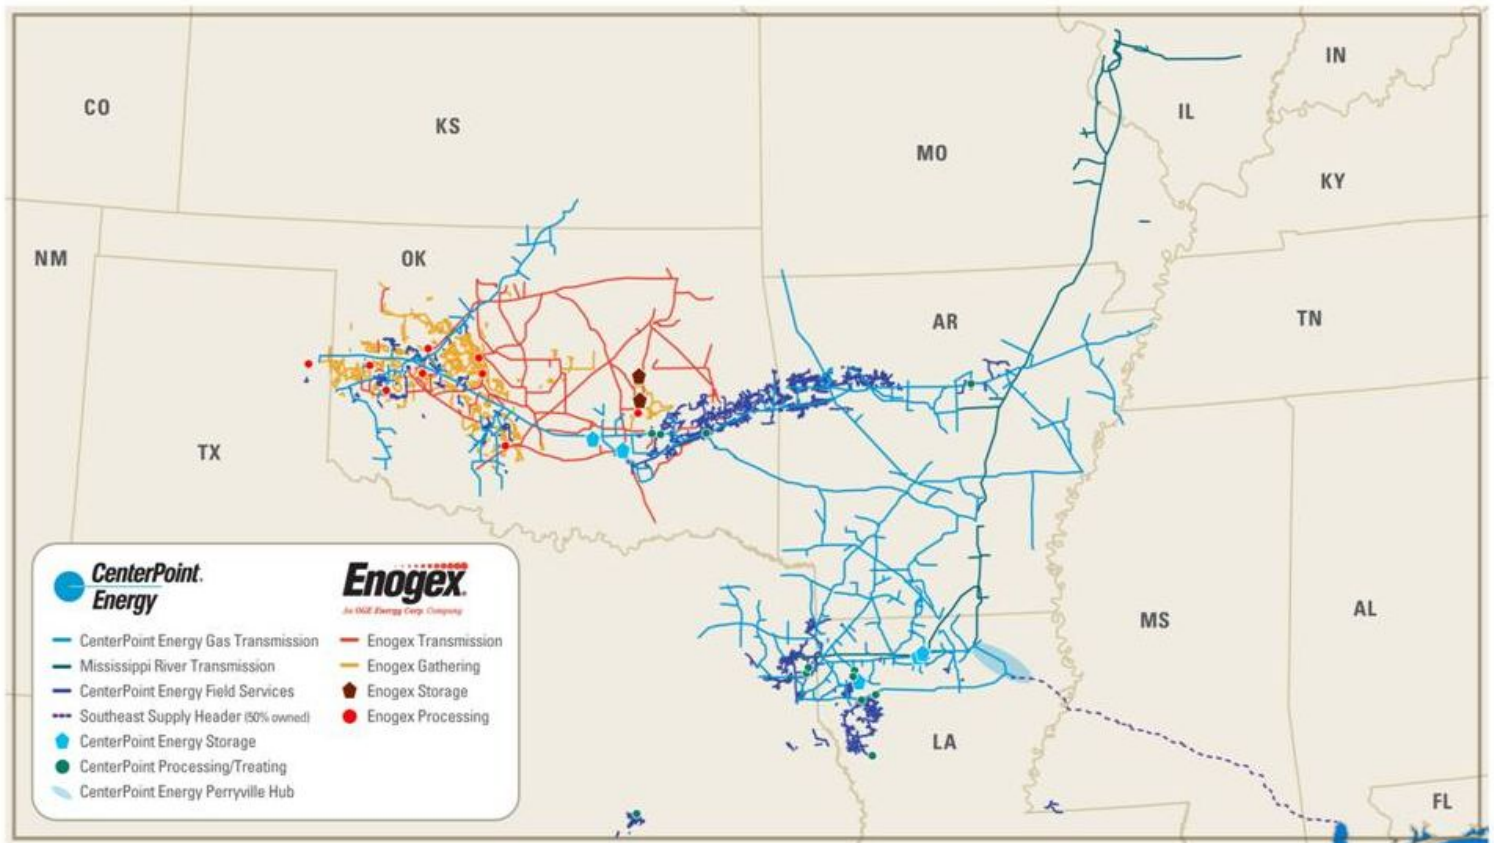 IN
CO
IL
KS
MO
KY
NM
OK
TN
AR
TX
MS
AL
LA
FL
CenterPoint.
Energy
CenterPoint Energy Gas Transmission
Mississippi River Transmission
CenterPoint Energy Field Services
Southeast Supply Header (50% owned)
CenterPoint Energy Storage
CenterPoint Processing/Treating
CenterPoint Energy Perryville Hub
Enogex.
An OGE Energy Corp. Company
Enogex Transmission
Enogex Gathering
Enogex Storage
Enogex Processing